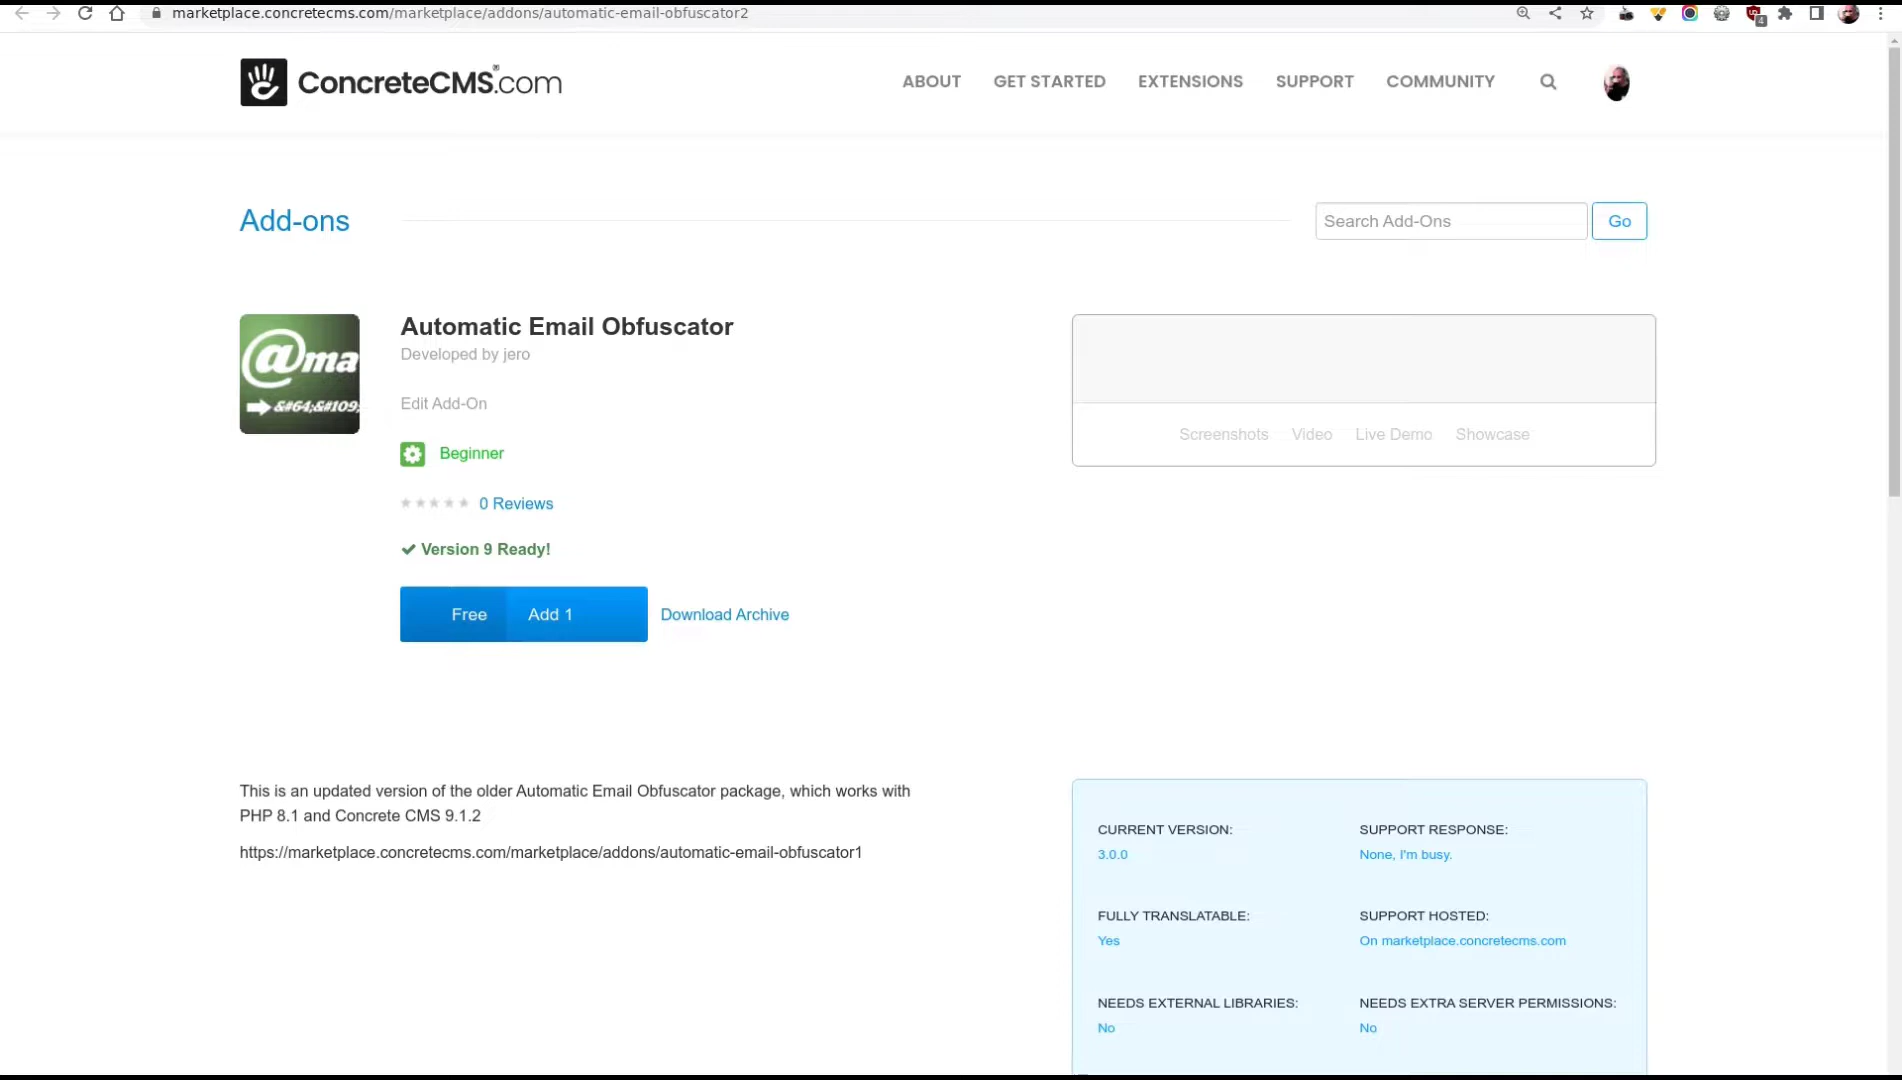 marketplace.concretecms.com/marketplace/addons/automatic-email-obfuscator2
4
ConcreteCMS.com
ABOUT
GET STARTED
EXTENSIONS
SUPPORT
COMMUNITY
Add-ons
Search Add-Ons
Go
@ma
&#64;&#109;
Automatic Email Obfuscator
Developed by jero
Edit Add-On
Beginner
0 Reviews
Version 9 Ready!
Free
Add 1
Download Archive
Screenshots
Video
Live Demo
Showcase
This is an updated version of the older Automatic Email Obfuscator package, which works with
PHP 8.1 and Concrete CMS 9.1.2
https://marketplace.concretecms.com/marketplace/addons/automatic-email-obfuscator1
CURRENT VERSION:
3.0.0
SUPPORT RESPONSE:
None, I'm busy.
FULLY TRANSLATABLE:
Yes
SUPPORT HOSTED:
On marketplace.concretecms.com
NEEDS EXTERNAL LIBRARIES:
No
NEEDS EXTRA SERVER PERMISSIONS:
No